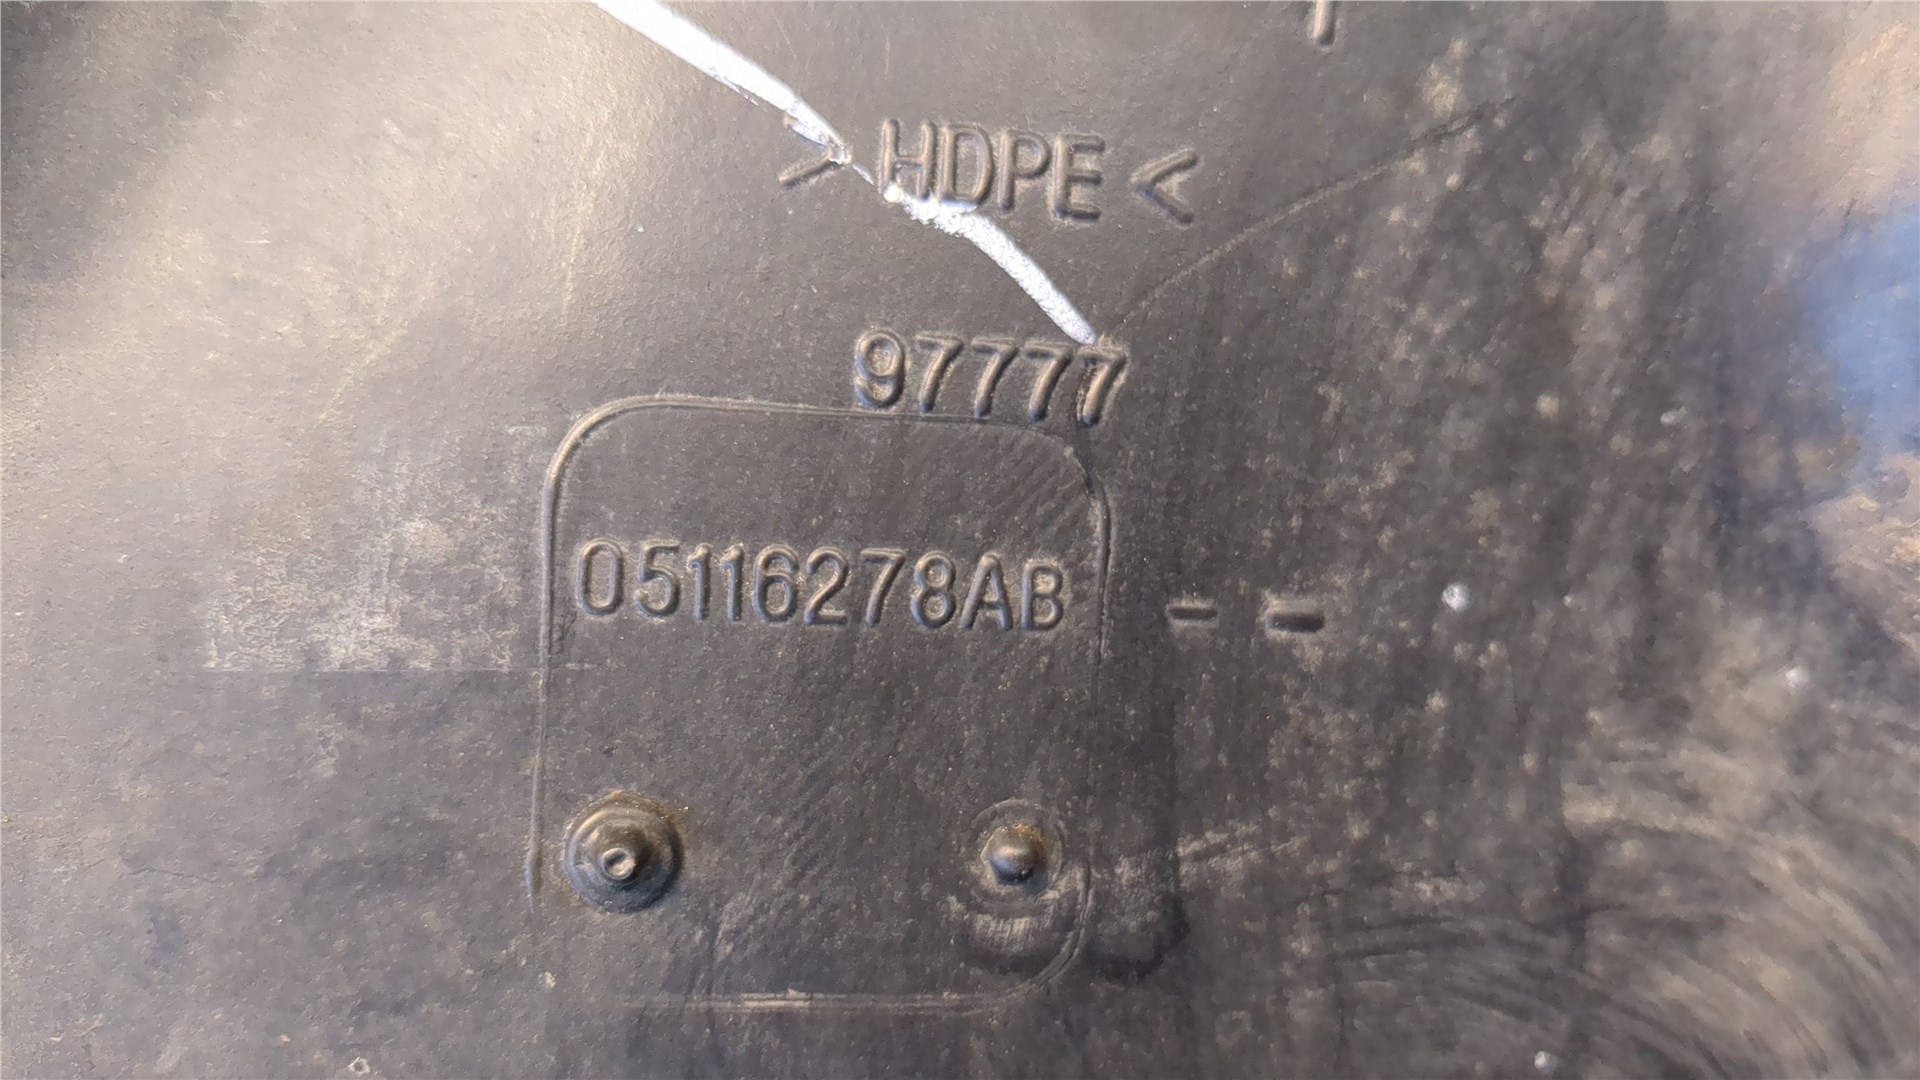 > HDPE <
97777
05116278AB
- -